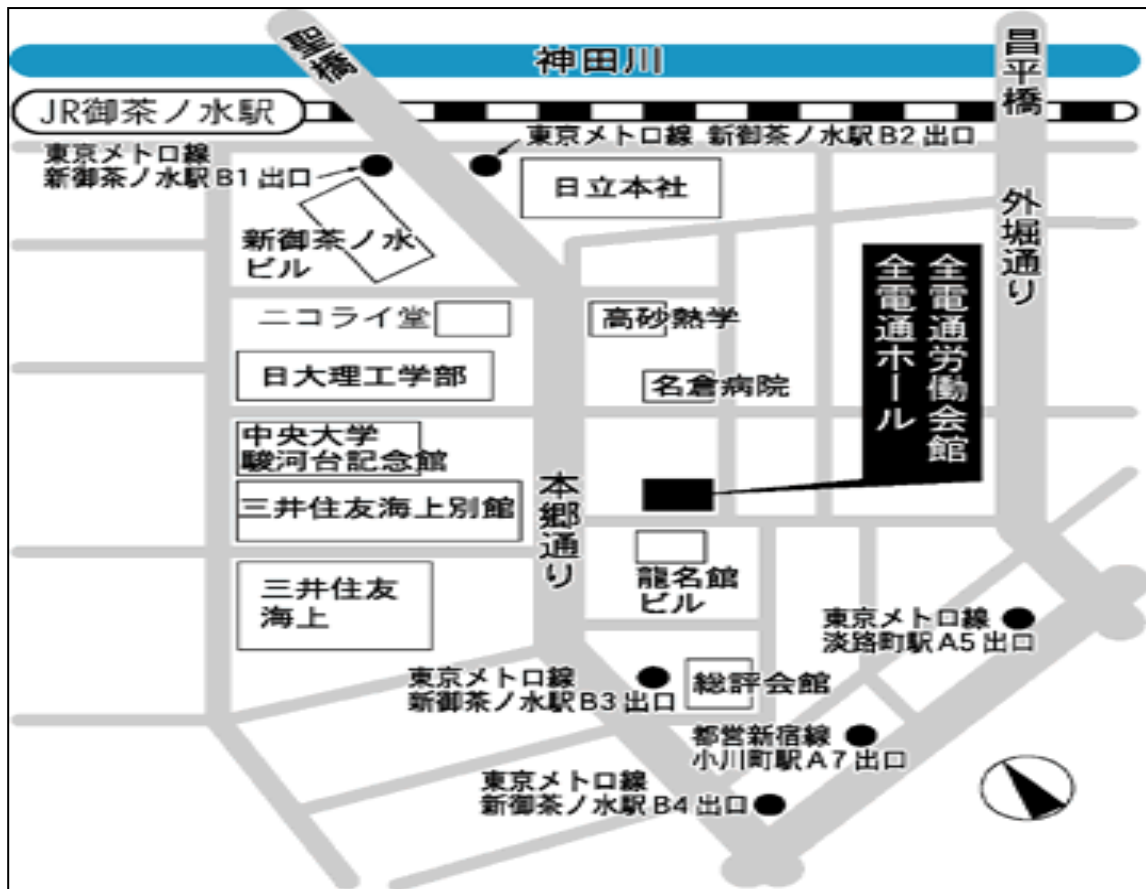 聖橋
神田川
昌平橋
JR御茶ノ水駅
東京メトロ線
新御茶ノ水駅B1出口
東京メトロ線 新御茶ノ水駅B2出口
日立本社
新御茶ノ水
ビル
外堀通り
全電通労働会館
全電通ホール
ニコライ堂
高砂熱学
日大理工学部
名倉病院
中央大学
駿河台記念館
三井住友海上別館
本郷通り
龍名館
ビル
三井住友
海上
東京メトロ線
淡路町駅A5出口
東京メトロ線
新御茶ノ水駅B3出口
総評会館
都営新宿線
小川町駅A7出口
東京メトロ線
新御茶ノ水駅B4出口